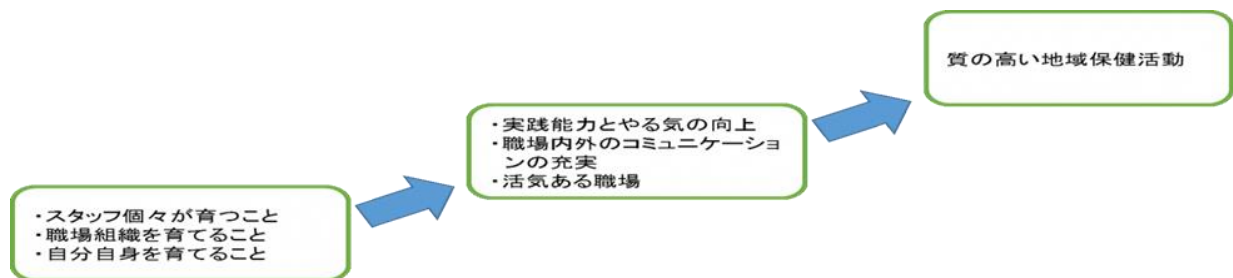 質の高い地域保健活動
・実践能力とやる気の向上
・職場内外のコミュニケーショ
ンの充実
・活気ある職場
・スタッフ個々が育つこと
・職場組織を育てること
・自分自身を育てること